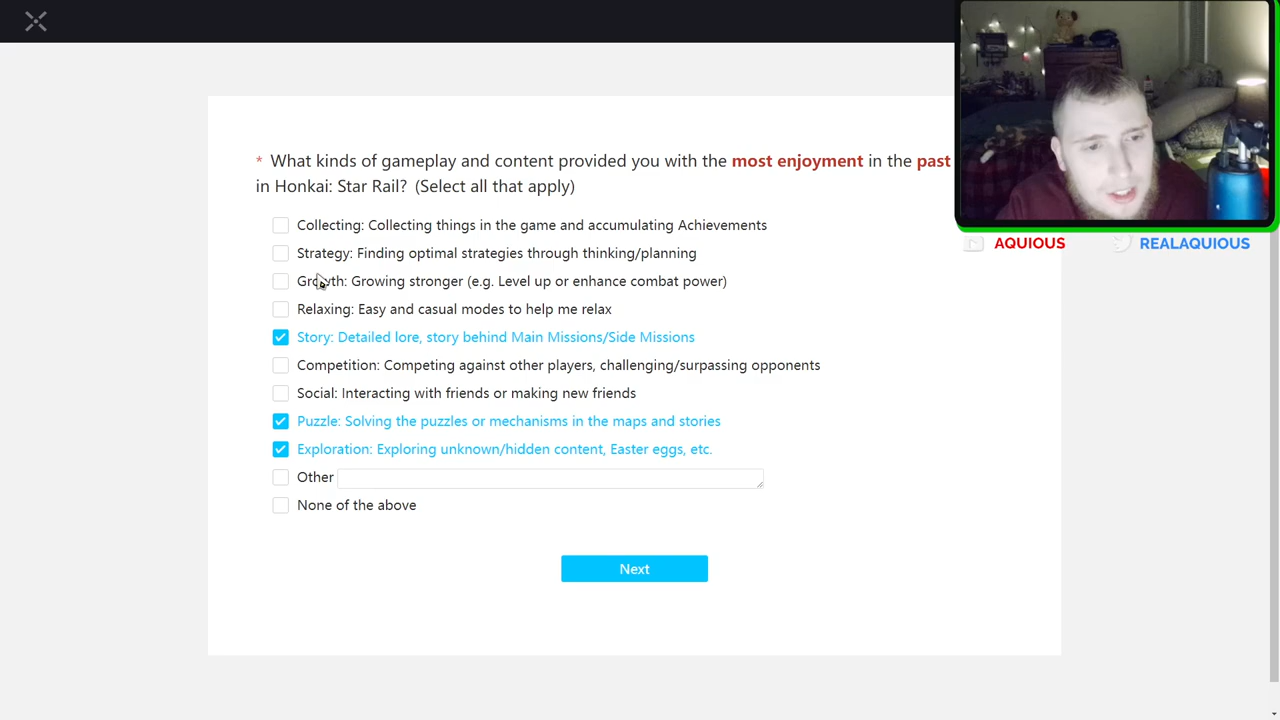 * What kinds of gameplay and content provided you with the most enjoyment in the past
in Honkai: Star Rail? (Select all that apply)
Collecting: Collecting things in the game and accumulating Achievements
Strategy: Finding optimal strategies through thinking/planning
Growth: Growing stronger (e.g. Level up or enhance combat power)
Relaxing: Easy and casual modes to help me relax
Story: Detailed lore, story behind Main Missions/Side Missions
Competition: Competing against other players, challenging/surpassing opponents
Social: Interacting with friends or making new friends
Puzzle: Solving the puzzles or mechanisms in the maps and stories
Exploration: Exploring unknown/hidden content, Easter eggs, etc.
Other
None of the above
Next
AQUIOUS
REALAQUIOUS